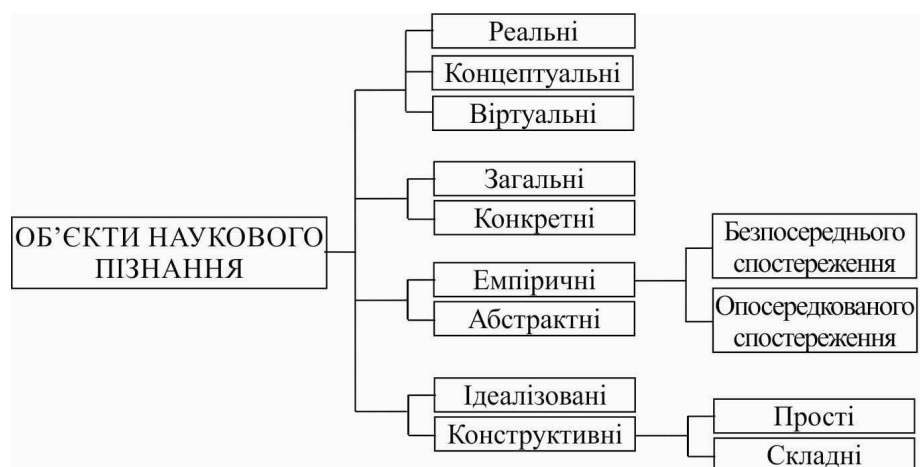 Реальні
Концептуальні
Віртуальні
Загальні
Конкретні
ОБ’ЄКТИ НАУКОВОГО
ПІЗНАННЯ
Емпіричні
Абстрактні
Безпосереднього
спостереження
Опосередкованого
спостереження
Ідеалізовані
Конструктивні
Прості
Складні